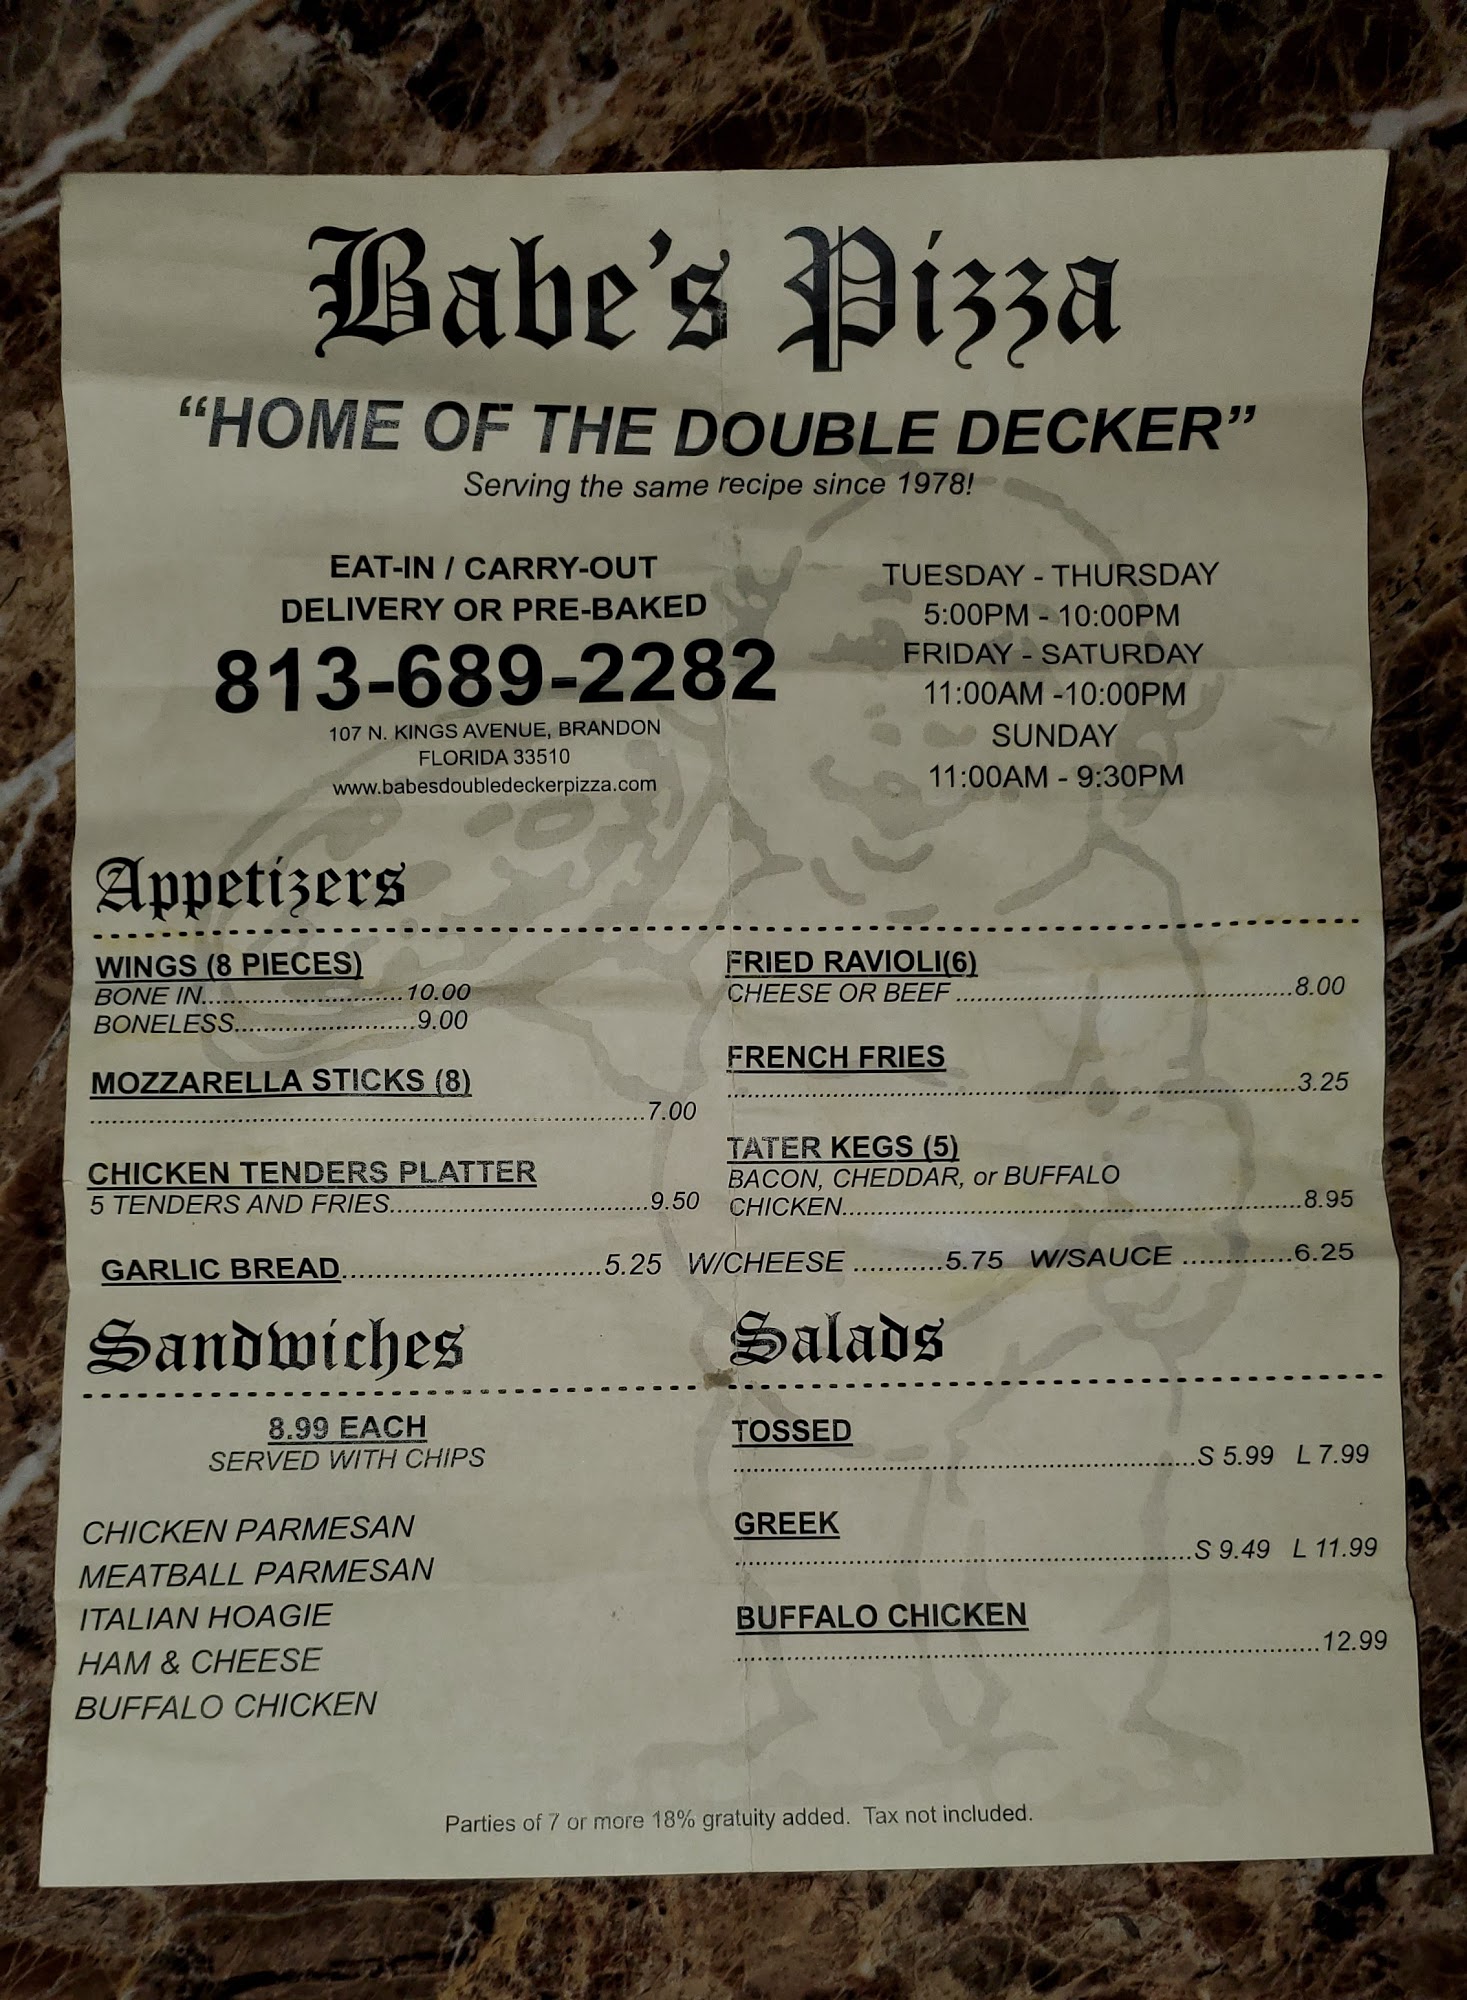 Babe's Pizza
"HOME OF THE DOUBLE DECKER"
Serving the same recipe since 1978!
EAT-IN / CARRY-OUT
DELIVERY OR PRE-BAKED
813-689-2282
107 N. KINGS AVENUE, BRANDON
FLORIDA 33510
www.babesdoubledeckerpizza.com
TUESDAY - THURSDAY
5:00PM - 10:00PM
FRIDAY - SATURDAY
11:00AM -10:00PM
SUNDAY
11:00AM - 9:30PM
Appetizers
WINGS (8 PIECES)
BONE IN..............................10.00
BONELESS...........................9.00
MOZZARELLA STICKS (8)
..................................................................................7.00
CHICKEN TENDERS PLATTER
5 TENDERS AND FRIES.....................................9.50
FRIED RAVIOLI(6)
CHEESE OR BEEF ..................................................8.00
FRENCH FRIES
...................................................................................3.25
TATER KEGS (5)
BACON, CHEDDAR, or BUFFALO
CHICKEN...................................................................8.95
GARLIC BREAD..............................5.25 W/CHEESE ..........5.75 W/SAUCE ............6.25
Sandwiches
8.99 EACH
SERVED WITH CHIPS
CHICKEN PARMESAN
MEATBALL PARMESAN
ITALIAN HOAGIE
HAM & CHEESE
BUFFALO CHICKEN
Salads
TOSSED
....................................................................S 5.99 L 7.99
GREEK
....................................................................S 9.49 L 11.99
BUFFALO CHICKEN
.....................................................................................12.99
Parties of 7 or more 18% gratuity added. Tax not included.